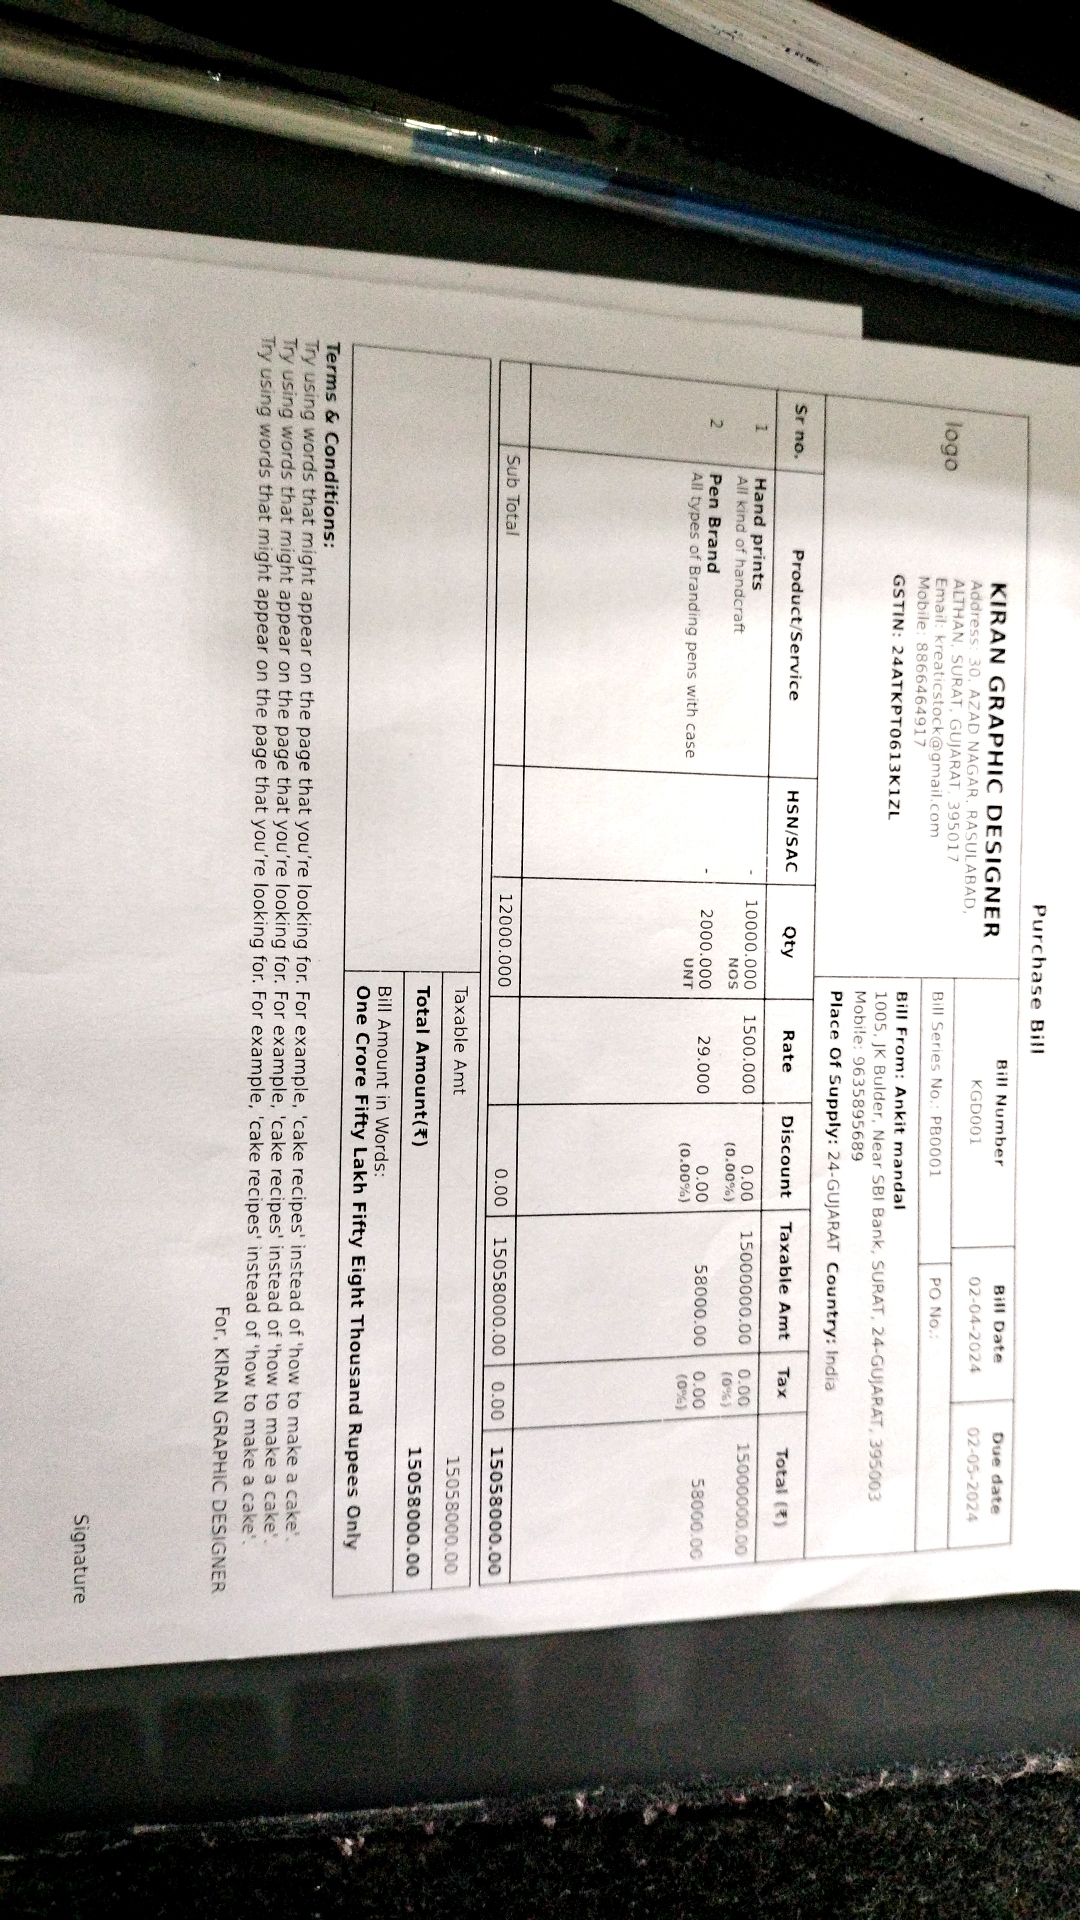 Purchase Bill
logo
KIRAN GRAPHIC DESIGNER
Address: 30, AZAD NAGAR, RASULABAD,
ALTHAN, SURAT, GUJARAT, 395017
Email: kreaticstock@gmail.com
Mobile: 8866464917
GSTIN: 24ATKPT0613K1ZL
Bill Number Bill Date Due date
KGD001 02-04-2024 02-05-2024
Bill Series No.: PB0001 PO No.:
Bill From: Ankit mandal
1005, JK Bulder, Near SBI Bank, SURAT, 24-GUJARAT, 395003
Mobile: 9635895689
Place Of Supply: 24-GUJARAT Country: India
Sr no. Product/Service HSN/SAC Qty Rate Discount Taxable Amt Tax Total (₹)
1 Hand prints - 10000.000 1500.000 0.00 15000000.00 0.00 15000000.00
All kind of handcraft NOS (0.00%) (0%)
2 Pen Brand - 2000.000 29.000 0.00 58000.00 0.00 58000.00
All types of Branding pens with case UNT (0.00%) (0%)
Sub Total 12000.000 0.00 15058000.00 0.00 15058000.00
Taxable Amt 15058000.00
Total Amount(₹) 15058000.00
Bill Amount in Words:
One Crore Fifty Lakh Fifty Eight Thousand Rupees Only
Terms & Conditions:
Try using words that might appear on the page that you're looking for. For example, 'cake recipes' instead of 'how to make a cake'.
Try using words that might appear on the page that you're looking for. For example, 'cake recipes' instead of 'how to make a cake'.
Try using words that might appear on the page that you're looking for. For example, 'cake recipes' instead of 'how to make a cake'.
For, KIRAN GRAPHIC DESIGNER
Signature